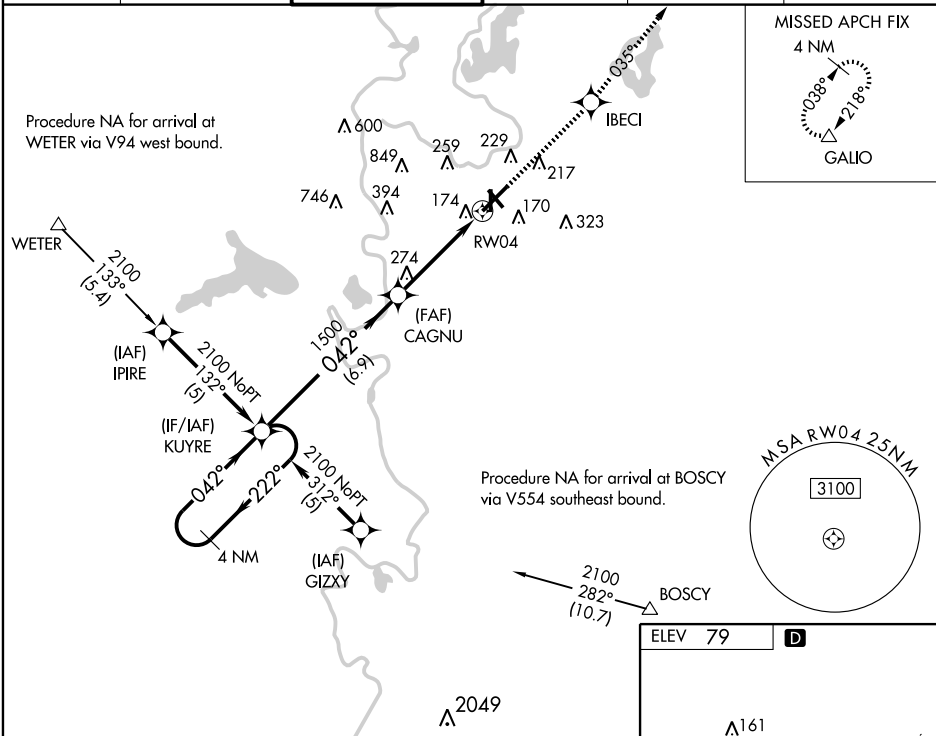 MISSED APCH FIX
4 NM
038°
218°
GALIO
035°
IBECI
Procedure NA for arrival at
WETER via V94 west bound.
600
849
259
229
217
746
394
174
170
323
RW04
WETER
2100
133°
(5.4)
274
(FAF)
CAGNU
1500
042°
(6.9)
(IAF)
IPIRE
2100 NoPT
132°
(5)
(IF/IAF)
KUYRE
042°
222°
4 NM
2100 NoPT
312°
(5)
(IAF)
GIZXY
Procedure NA for arrival at BOSCY
via V554 southeast bound.
MSA RW04 25NM
3100
2100
282°
(10.7)
BOSCY
ELEV 79
D
2049
161